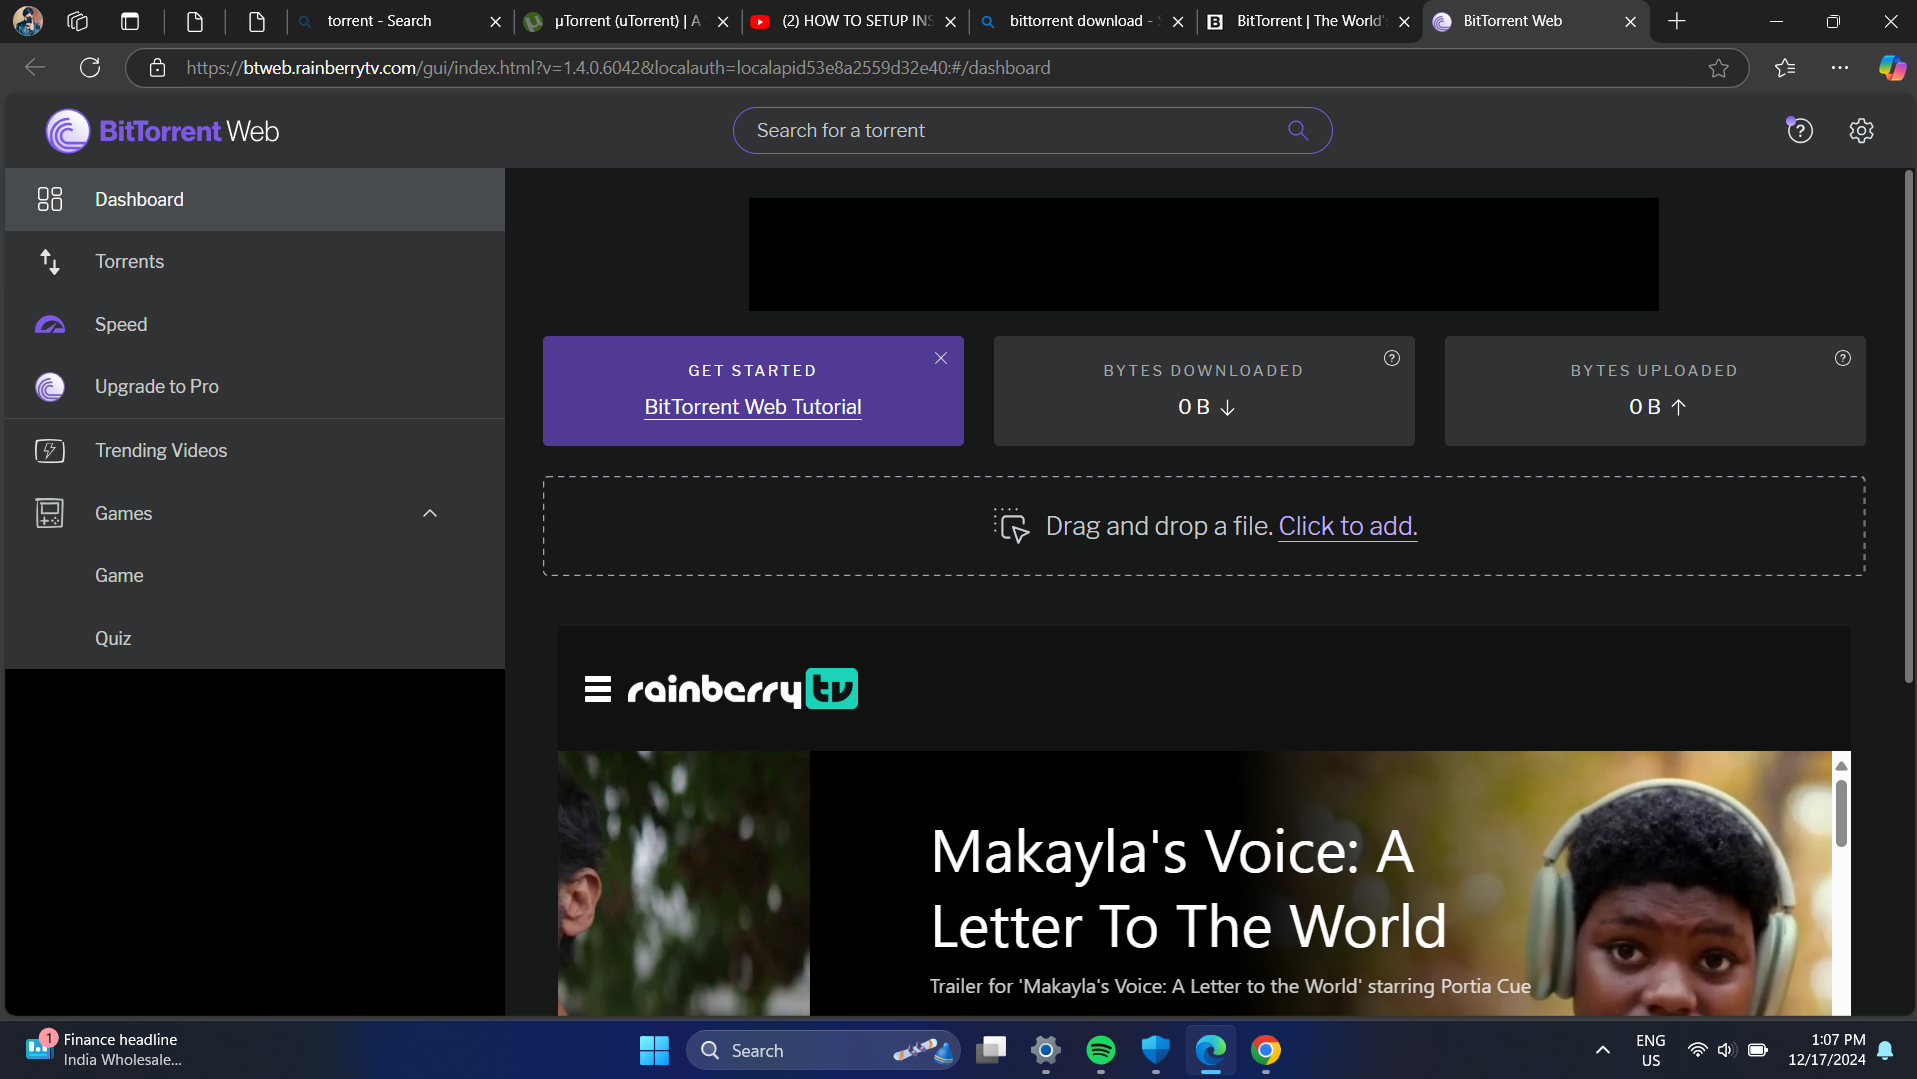 torrent - Search
µTorrent (uTorrent) | A
(2) HOW TO SETUP INS
bittorrent download -
BitTorrent | The World'
BitTorrent Web
https://btweb.rainberrytv.com/gui/index.html?v=1.4.0.6042&localauth=localapid53e8a2559d32e40:#/dashboard
BitTorrent Web
Search for a torrent
Dashboard
Torrents
Speed
Upgrade to Pro
Trending Videos
Games
Game
Quiz
GET STARTED
BitTorrent Web Tutorial
BYTES DOWNLOADED
0 B ↓
BYTES UPLOADED
0 B ↑
Drag and drop a file. Click to add.
rainberry tv
Makayla's Voice: A
Letter To The World
Trailer for 'Makayla's Voice: A Letter to the World' starring Portia Cue
1
Finance headline
India Wholesale...
Search
ENG
US
1:07 PM
12/17/2024